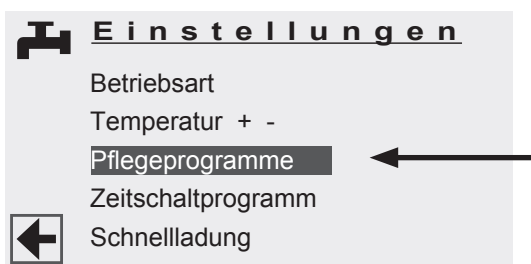 Einstellungen
Betriebsart
Temperatur + -
Pflegeprogramme
Zeitschaltprogramm
Schnellladung